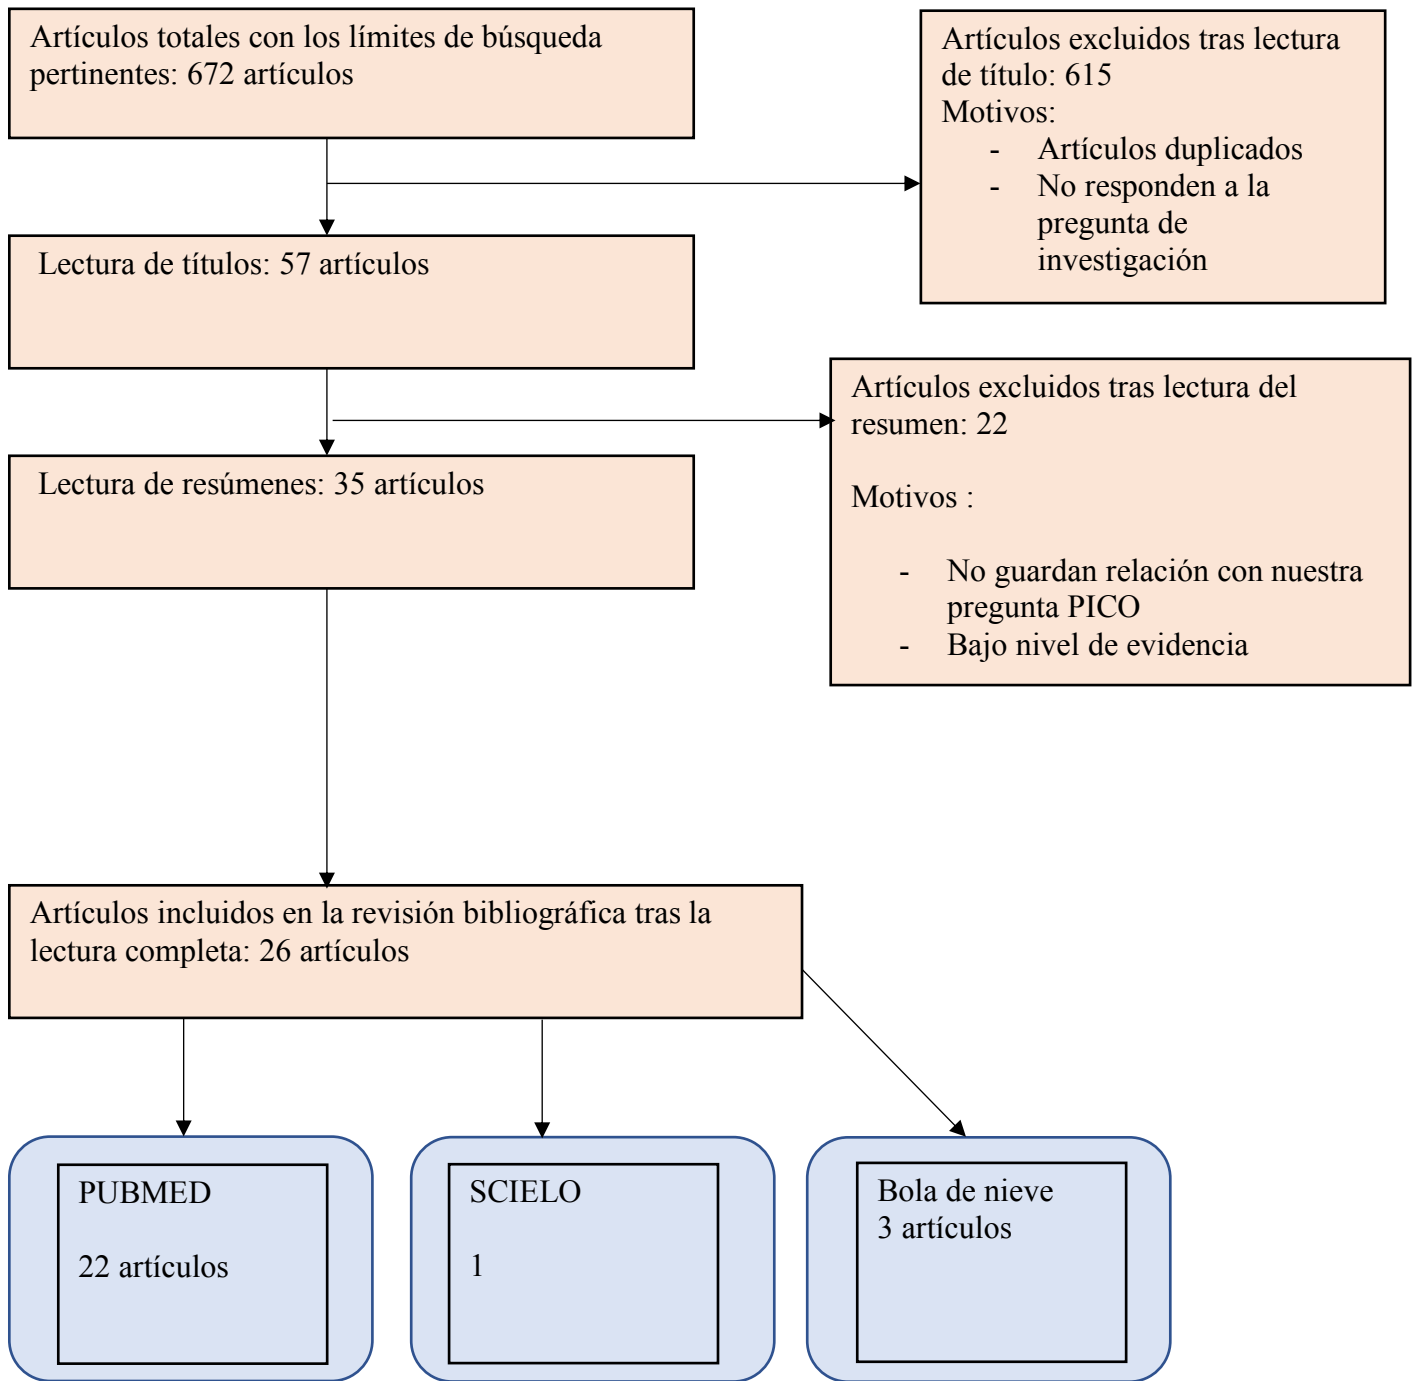 Artículos totales con los límites de búsqueda
pertinentes: 672 artículos
Artículos excluidos tras lectura
de título: 615
Motivos:
- Artículos duplicados
- No responden a la
pregunta de
investigación
Lectura de títulos: 57 artículos
Artículos excluidos tras lectura del
resumen: 22
Motivos :
- No guardan relación con nuestra
pregunta PICO
- Bajo nivel de evidencia
Lectura de resúmenes: 35 artículos
Artículos incluidos en la revisión bibliográfica tras la
lectura completa: 26 artículos
PUBMED
22 artículos
SCIELO
1
Bola de nieve
3 artículos